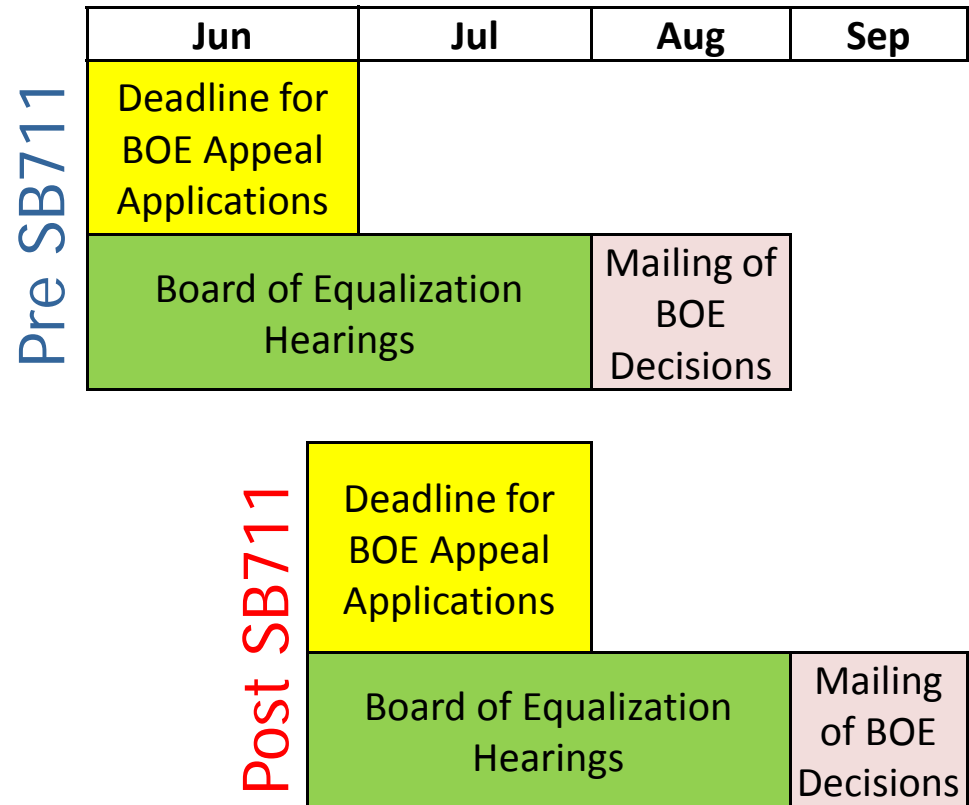 Jun Jul Aug Sep
Pre SB711
Deadline for
BOE Appeal
Applications
Board of Equalization
Hearings
Mailing of
BOE
Decisions
Post SB711
Deadline for
BOE Appeal
Applications
Board of Equalization
Hearings
Mailing
of BOE
Decisions